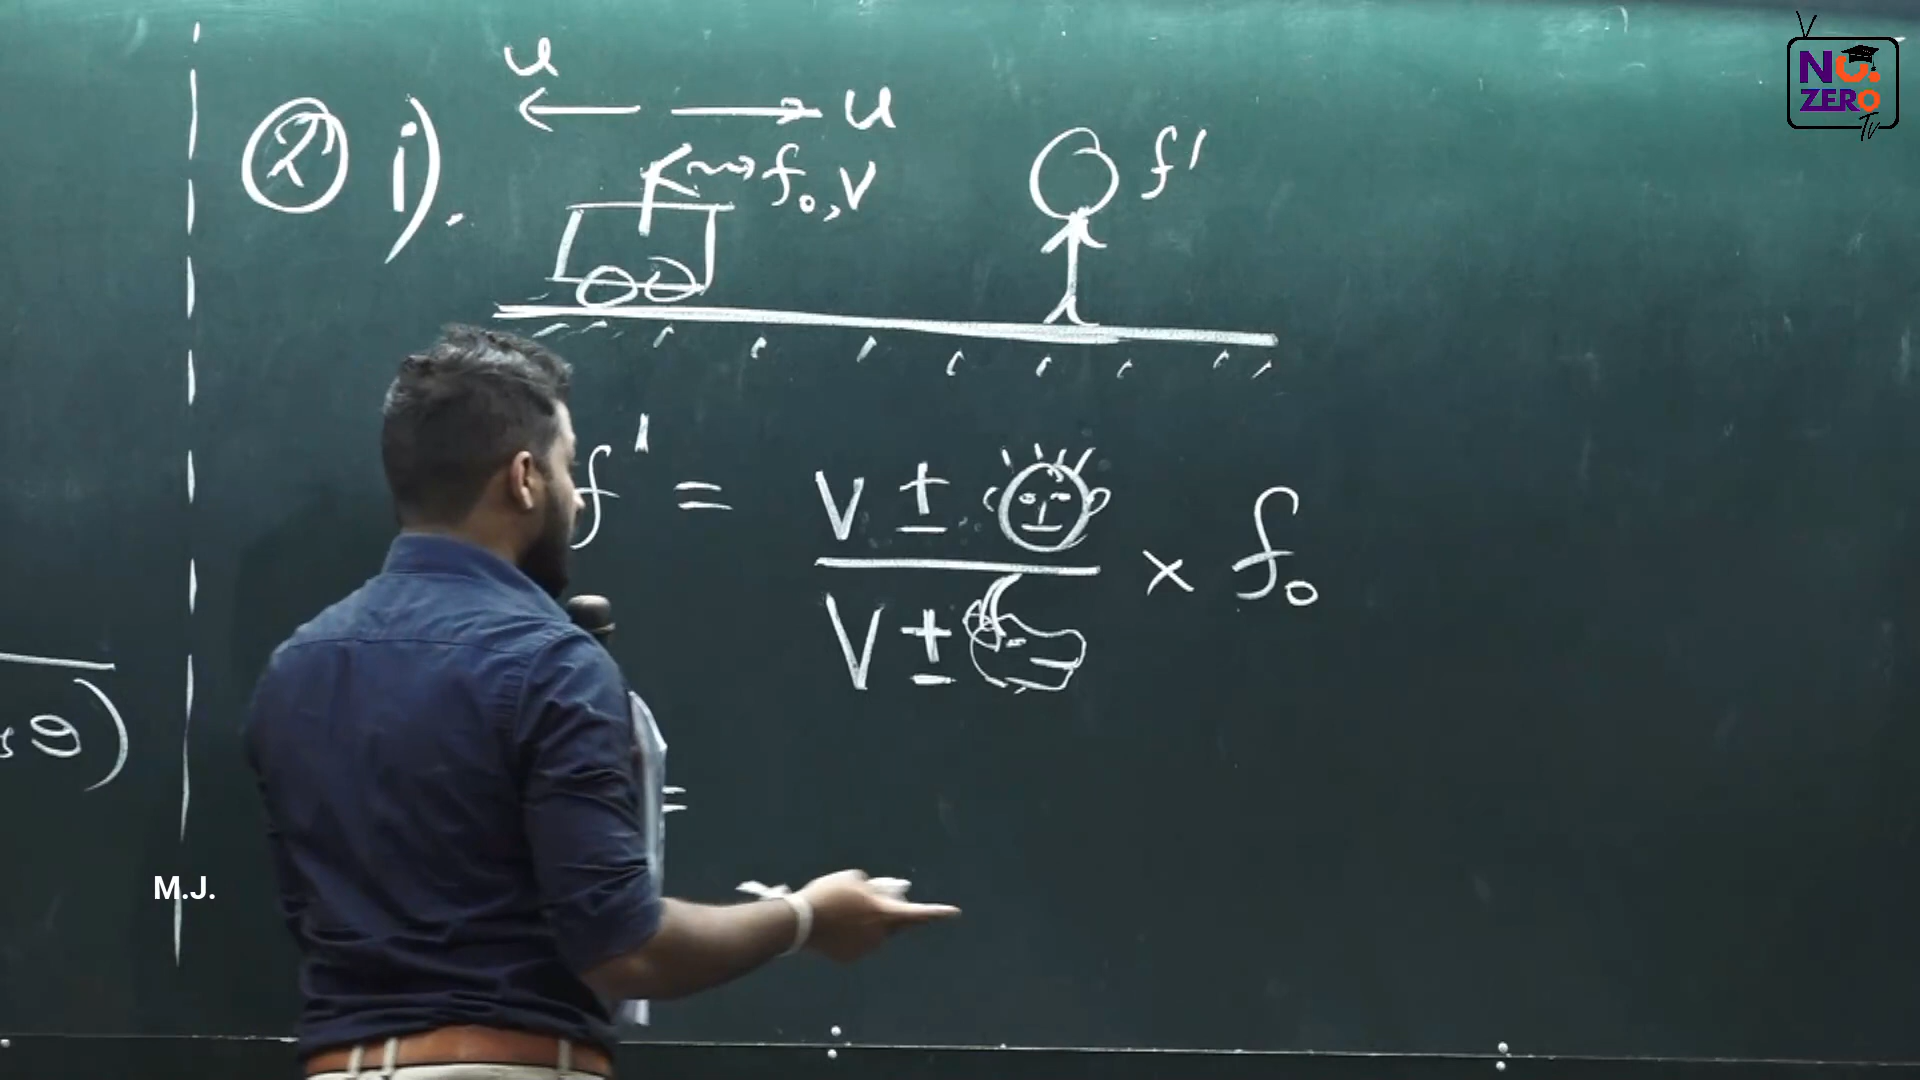 u
u
② i).
f₀, V
f'
f' = V ± / V ± × f₀
ƨ θ)
=
M.J.
NO.
ZERO
TV